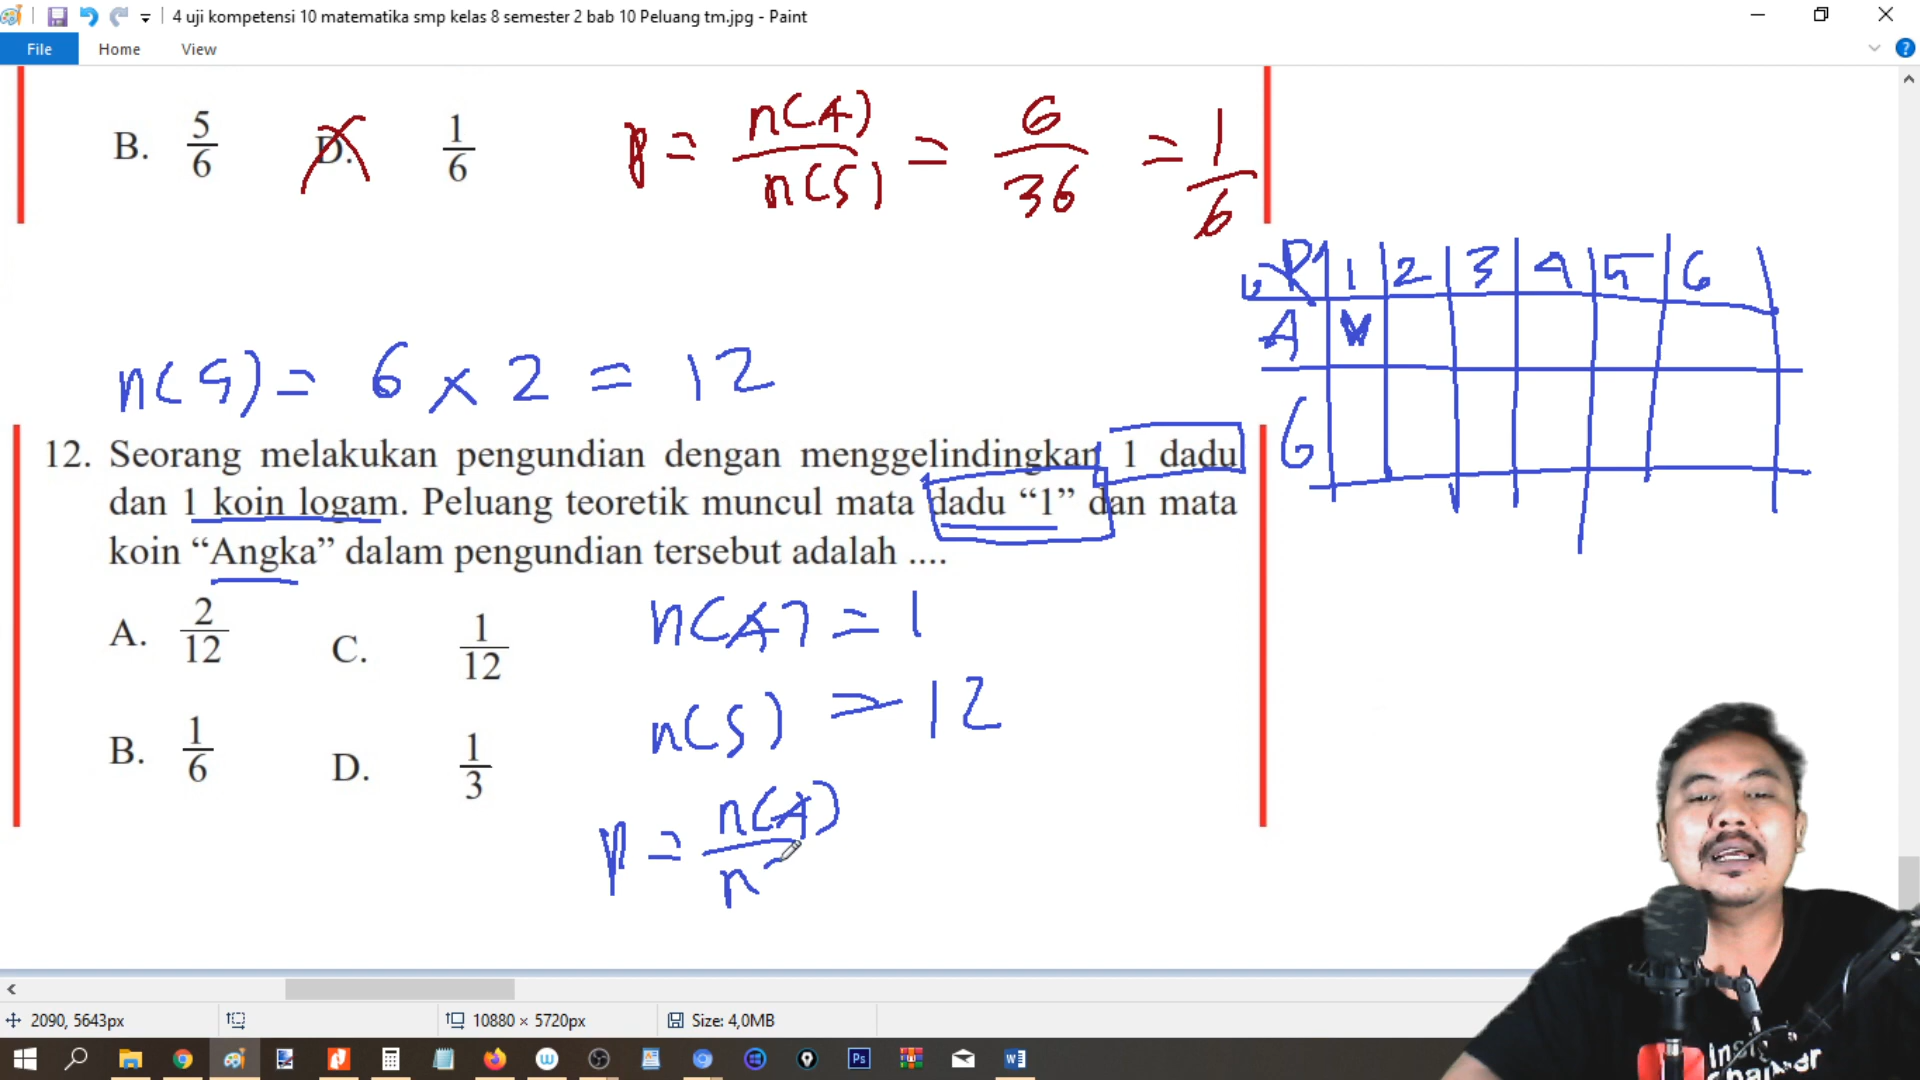 4 uji kompetensi 10 matematika smp kelas 8 semester 2 bab 10 Peluang tm.jpg - Paint
File Home View
B. 5/6 D. 1/6
P = n(A)/n(S) = 6/36 = 1/6
1 2 3 4 5 6
A
G
n(S) = 6 × 2 = 12
12. Seorang melakukan pengundian dengan menggelindingkan 1 dadu
dan 1 koin logam. Peluang teoretik muncul mata dadu “1” dan mata
koin “Angka” dalam pengundian tersebut adalah ....
A. 2/12 C. 1/12
B. 1/6 D. 1/3
n(A) = 1
n(S) = 12
P = n(A)/n
2090, 5643px 10880 × 5720px Size: 4,0MB